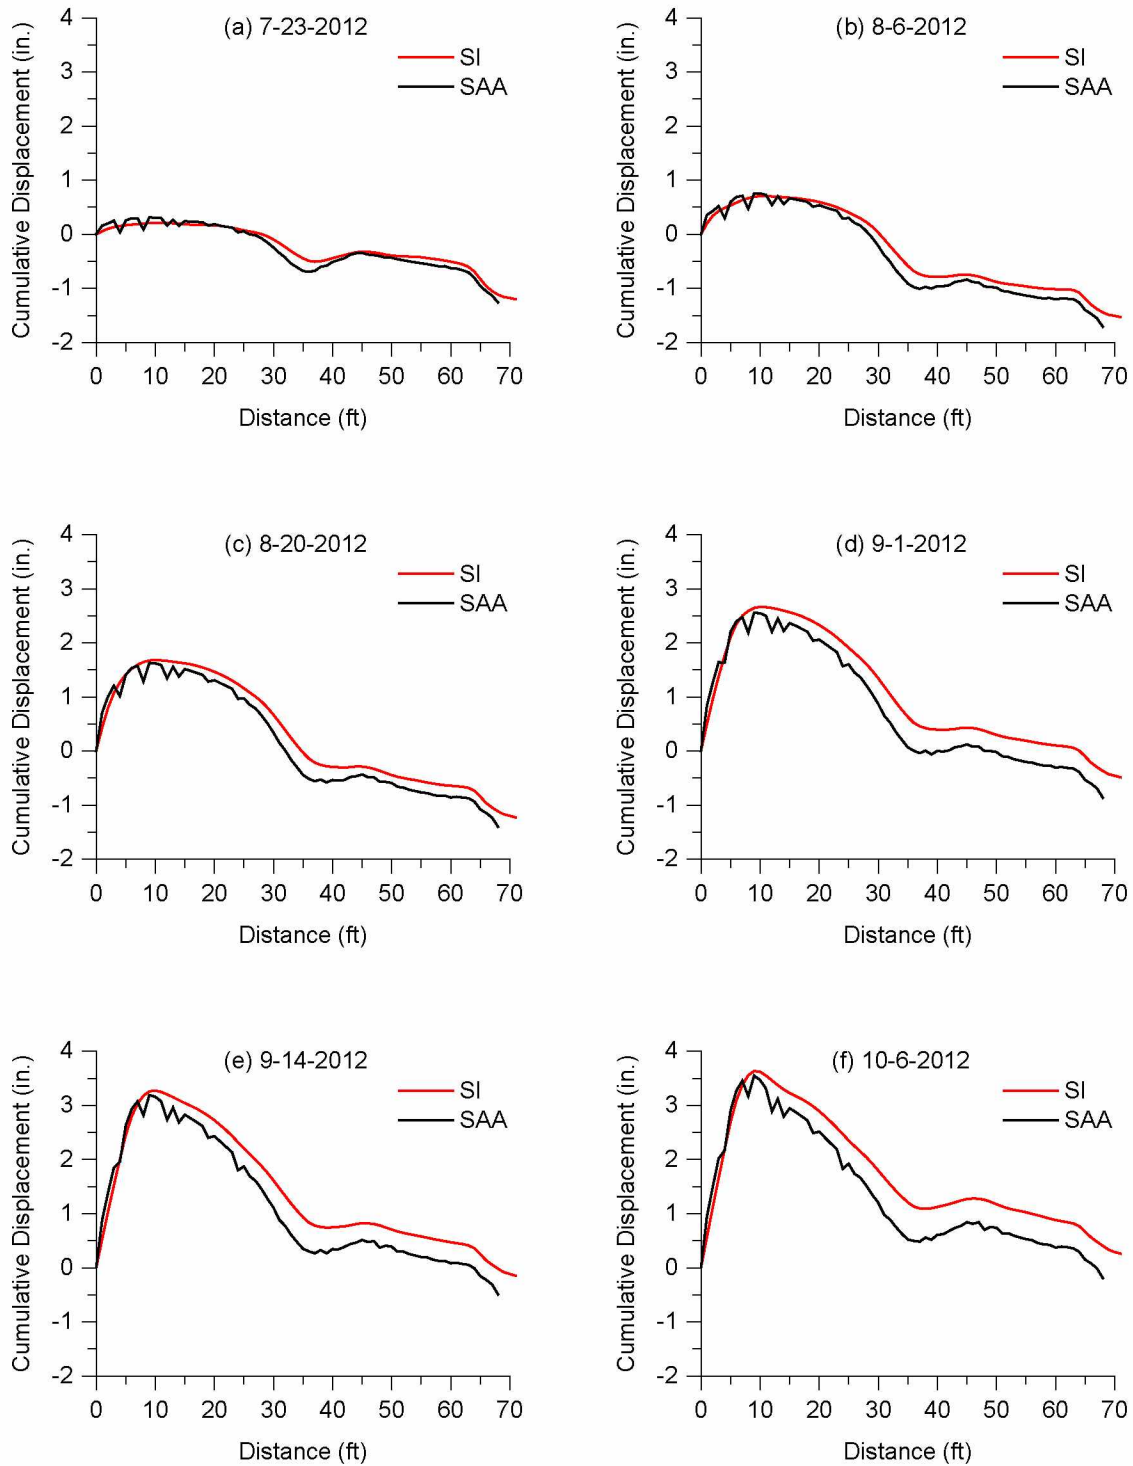 (a) 7-23-2012
SI
SAA
Cumulative Displacement (in.)
4
3
2
1
0
-1
-2
0 10 20 30 40 50 60 70
Distance (ft)
(b) 8-6-2012
SI
SAA
Cumulative Displacement (in.)
4
3
2
1
0
-1
-2
0 10 20 30 40 50 60 70
Distance (ft)
(c) 8-20-2012
SI
SAA
Cumulative Displacement (in.)
4
3
2
1
0
-1
-2
0 10 20 30 40 50 60 70
Distance (ft)
(d) 9-1-2012
SI
SAA
Cumulative Displacement (in.)
4
3
2
1
0
-1
-2
0 10 20 30 40 50 60 70
Distance (ft)
(e) 9-14-2012
SI
SAA
Cumulative Displacement (in.)
4
3
2
1
0
-1
-2
0 10 20 30 40 50 60 70
Distance (ft)
(f) 10-6-2012
SI
SAA
Cumulative Displacement (in.)
4
3
2
1
0
-1
-2
0 10 20 30 40 50 60 70
Distance (ft)